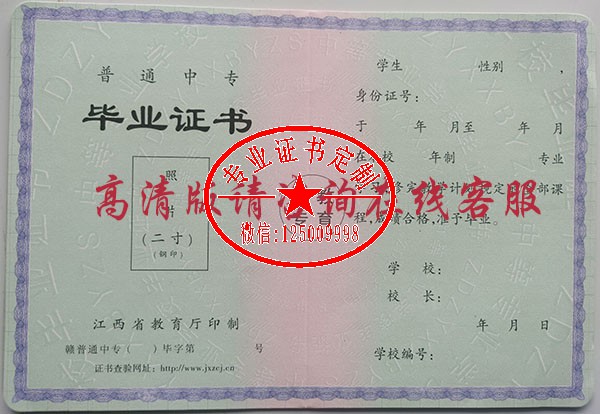 普通中专
毕业证书
照
片
(二寸)
(钢印)
江西省教育厅印制
赣普通中专( )毕字第 号
证书查验网址:http://www.jxzcj.cn
学生 性别 ,
身份证号:
于 年 月至 年 月
在 校 年制 专业
课
程,成绩合格,准予毕业。
学 校:
校 长:
年 月 日
学校编号:
专业证书定制
教
专 育
微信:125009998
高清版请咨询在线客服